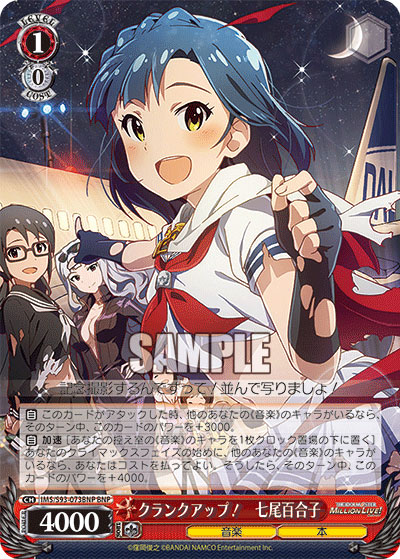 LEVEL
1
0
COST
DAL
SAMPLE
記念撮影するんですって！並んで写りましょ！
自 このカードがアタックした時、他のあなたの《音楽》のキャラがいるなら、
そのターン中、このカードのパワーを＋3000。
自 加速［あなたの控え室の《音楽》のキャラを1枚クロック置場の下に置く］
あなたのクライマックスフェイズの始めに、他のあなたの《音楽》のキャラが
いるなら、あなたはコストを払ってよい。そうしたら、そのターン中、この
カードのパワーを＋3000。
CH IMS/S93-073BNP BNP
POWER
4000
クランクアップ！ 七尾百合子
音楽 本
THE IDOLM@STER
MILLION LIVE!
©窪岡俊之 ©BANDAI NAMCO Entertainment Inc.